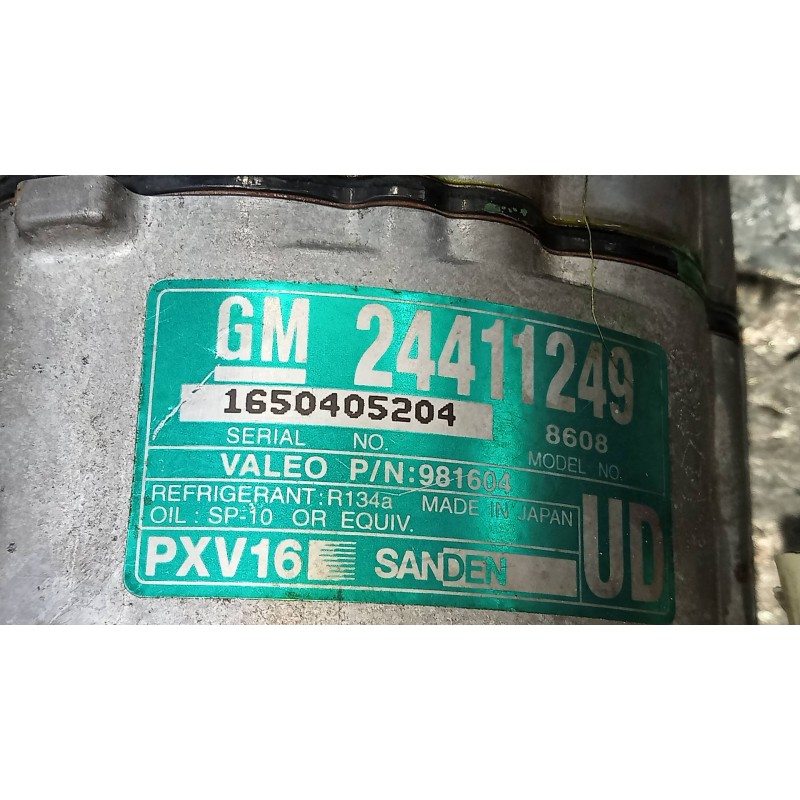 GM 24411249
1650405204 8608
SERIAL NO. MODEL NO.
VALEO P/N:981604
REFRIGERANT:R134a MADE IN JAPAN
OIL : SP-10 OR EQUIV.
PXV16 SANDEN UD